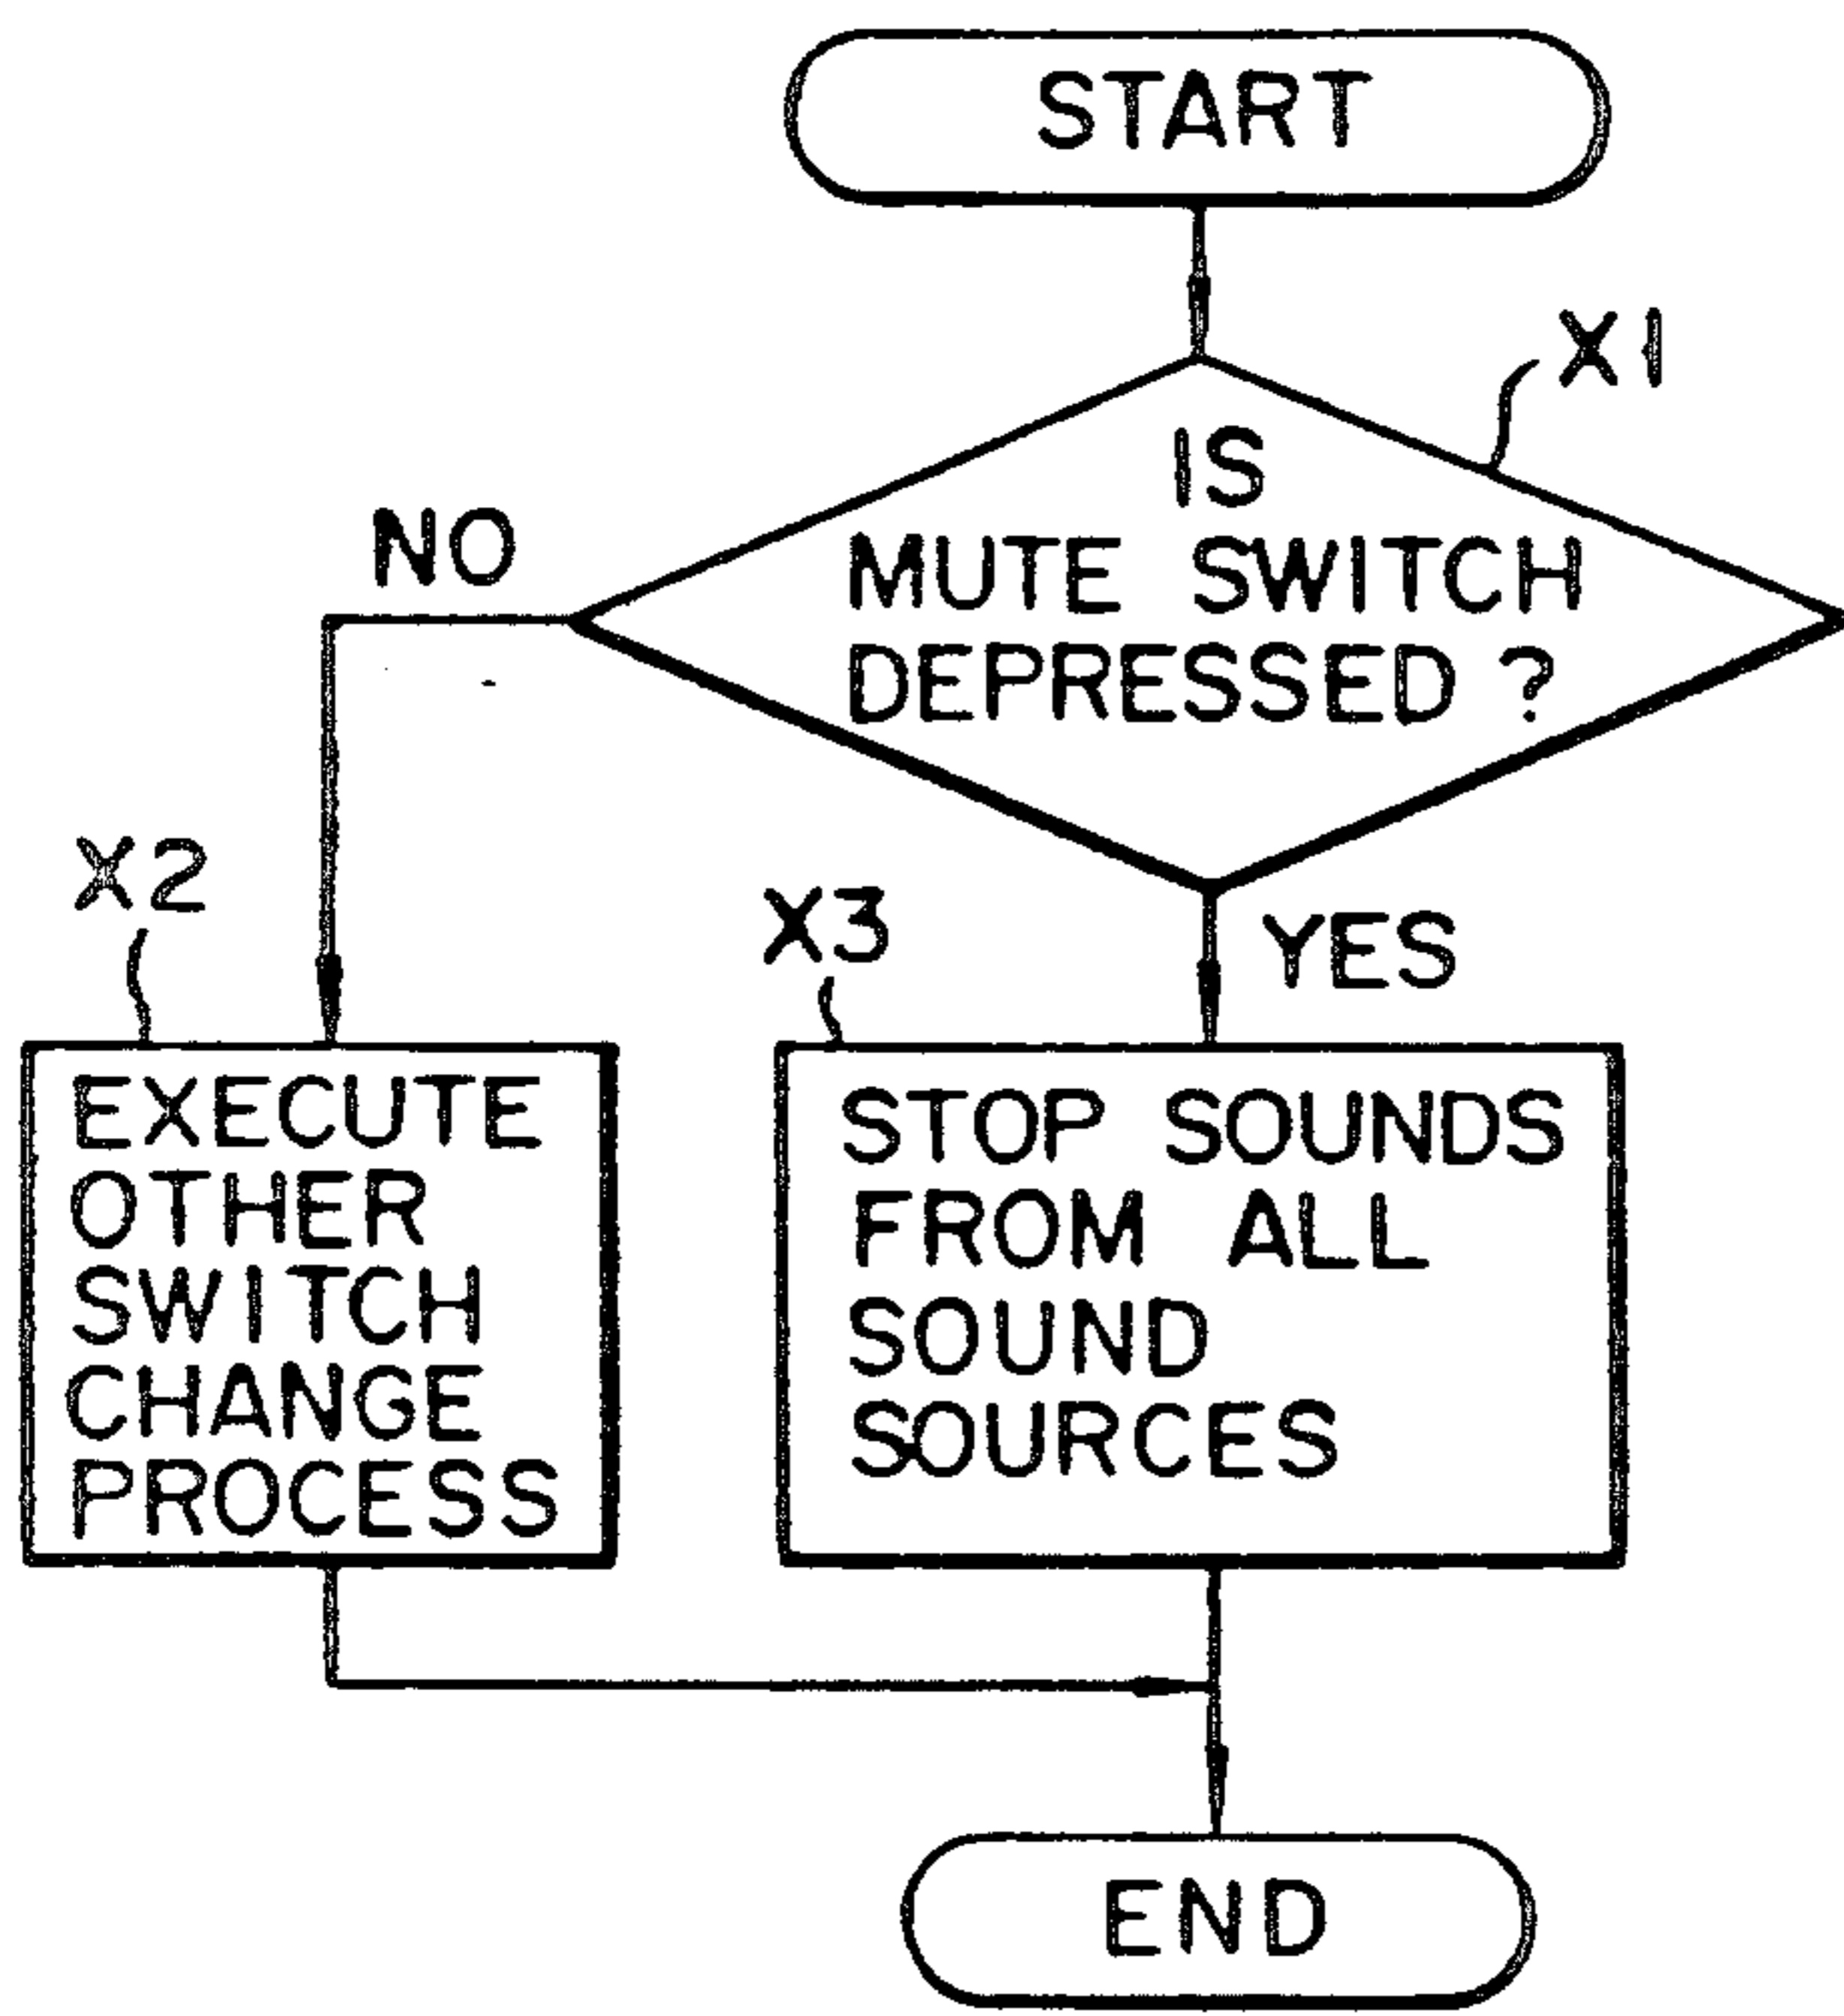 START
X1
IS
MUTE SWITCH
DEPRESSED ?
NO
YES
X2
EXECUTE
OTHER
SWITCH
CHANGE
PROCESS
X3
STOP SOUNDS
FROM ALL
SOUND
SOURCES
END